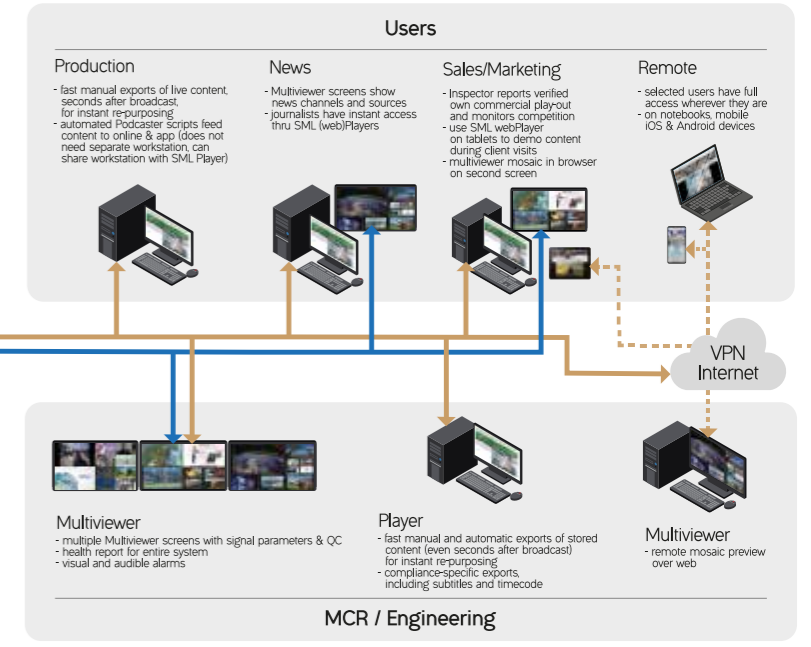 Users
Production
- fast manual exports of live content,
seconds after broadcast,
for instant re-purposing
- automated Podcaster scripts feed
content to online & app (does not
need separate workstation, can
share workstation with SML Player)
News
- Multiviewer screens show
news channels and sources
- journalists have instant access
thru SML (web)Players
Sales/Marketing
- Inspector reports verified
own commercial play-out
and monitors competition
- use SML webPlayer
on tablets to demo content
during client visits
- multiviewer mosaic in browser
on second screen
Remote
- selected users have full
access wherever they are
- on notebooks, mobile
iOS & Android devices
VPN
Internet
Multiviewer
- multiple Multiviewer screens with signal parameters & QC
- health report for entire system
- visual and audible alarms
Player
- fast manual and automatic exports of stored
content (even seconds after broadcast)
for instant re-purposing
- compliance-specific exports,
including subtitles and timecode
Multiviewer
- remote mosaic preview
over web
MCR / Engineering